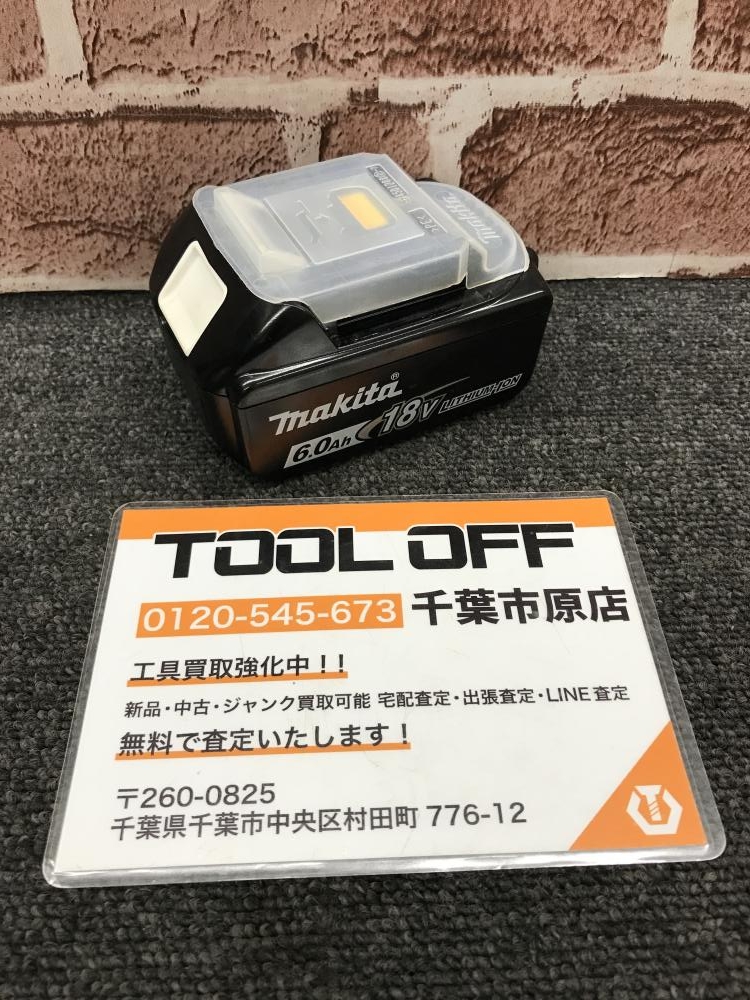 makita
makita®
18V LITHIUM-ION
6.0Ah
TOOL OFF
0120-545-673 千葉市原店
工具買取強化中!!
新品・中古・ジャンク買取可能 宅配査定・出張査定・LINE査定
無料で査定いたします!
〒260-0825
千葉県千葉市中央区村田町 776-12